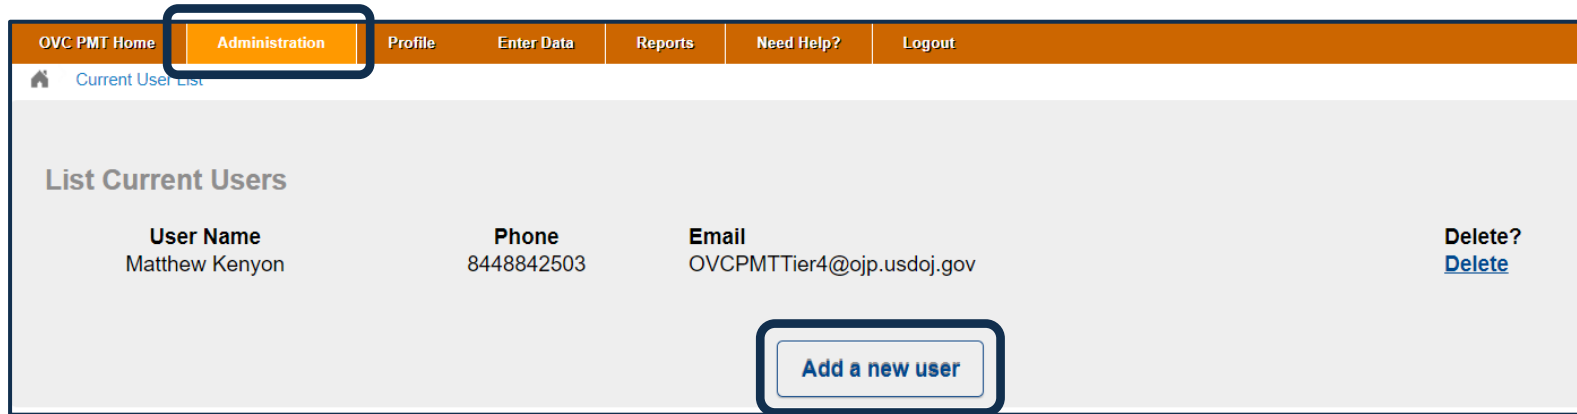 OVC PMT Home Administration Profile Enter Data Reports Need Help? Logout
Current User List
List Current Users
User Name Phone Email Delete?
Matthew Kenyon 8448842503 OVCPMTTier4@ojp.usdoj.gov Delete
Add a new user